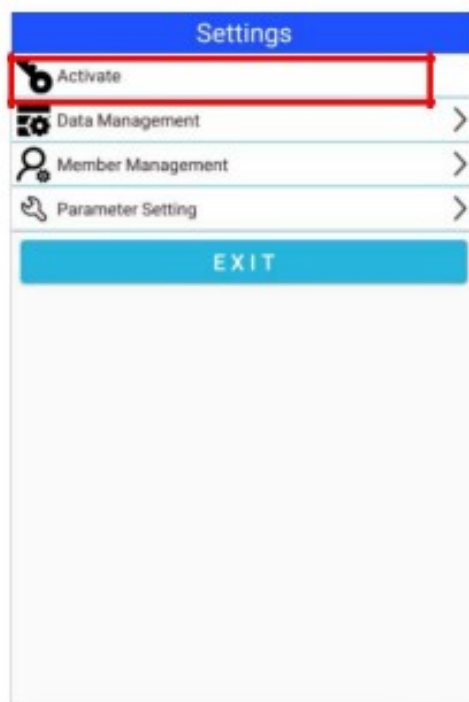 Settings
Activate
Data Management
Member Management
Parameter Setting
EXIT